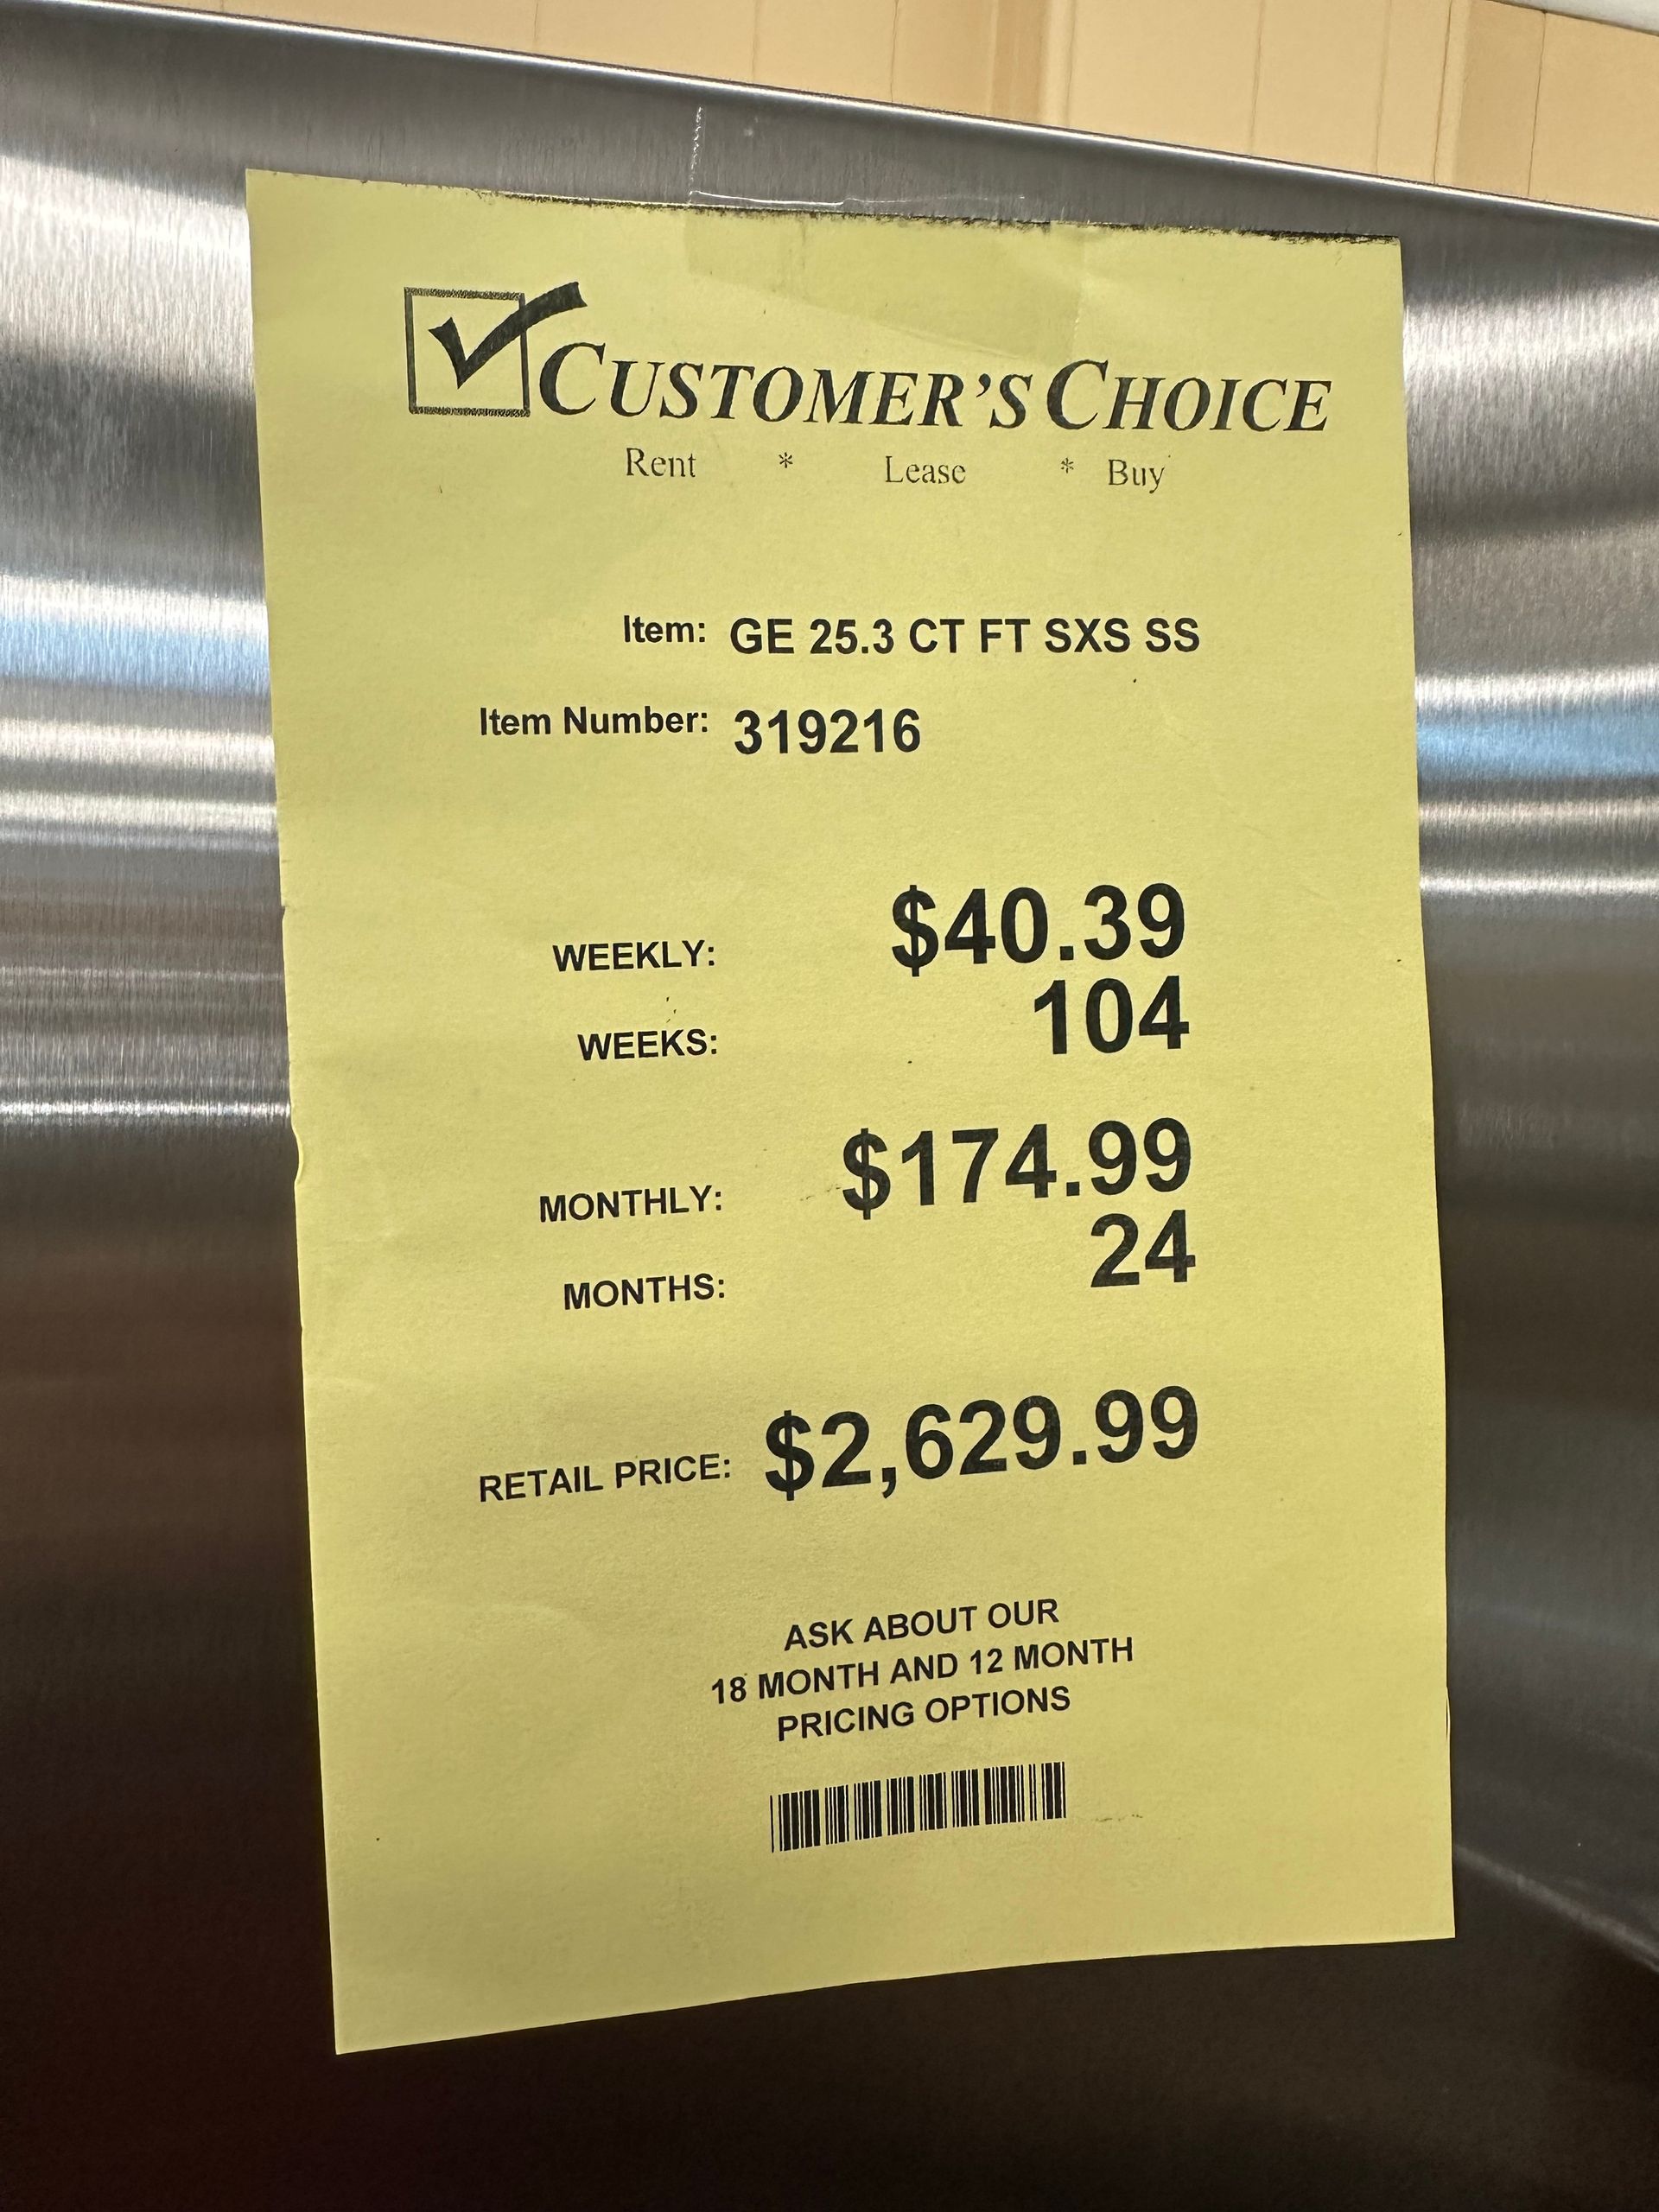 CUSTOMER'S CHOICE
Rent * Lease * Buy
Item: GE 25.3 CT FT SXS SS
Item Number: 319216
WEEKLY: $40.39
WEEKS: 104
MONTHLY: $174.99
MONTHS: 24
RETAIL PRICE: $2,629.99
ASK ABOUT OUR
18 MONTH AND 12 MONTH
PRICING OPTIONS